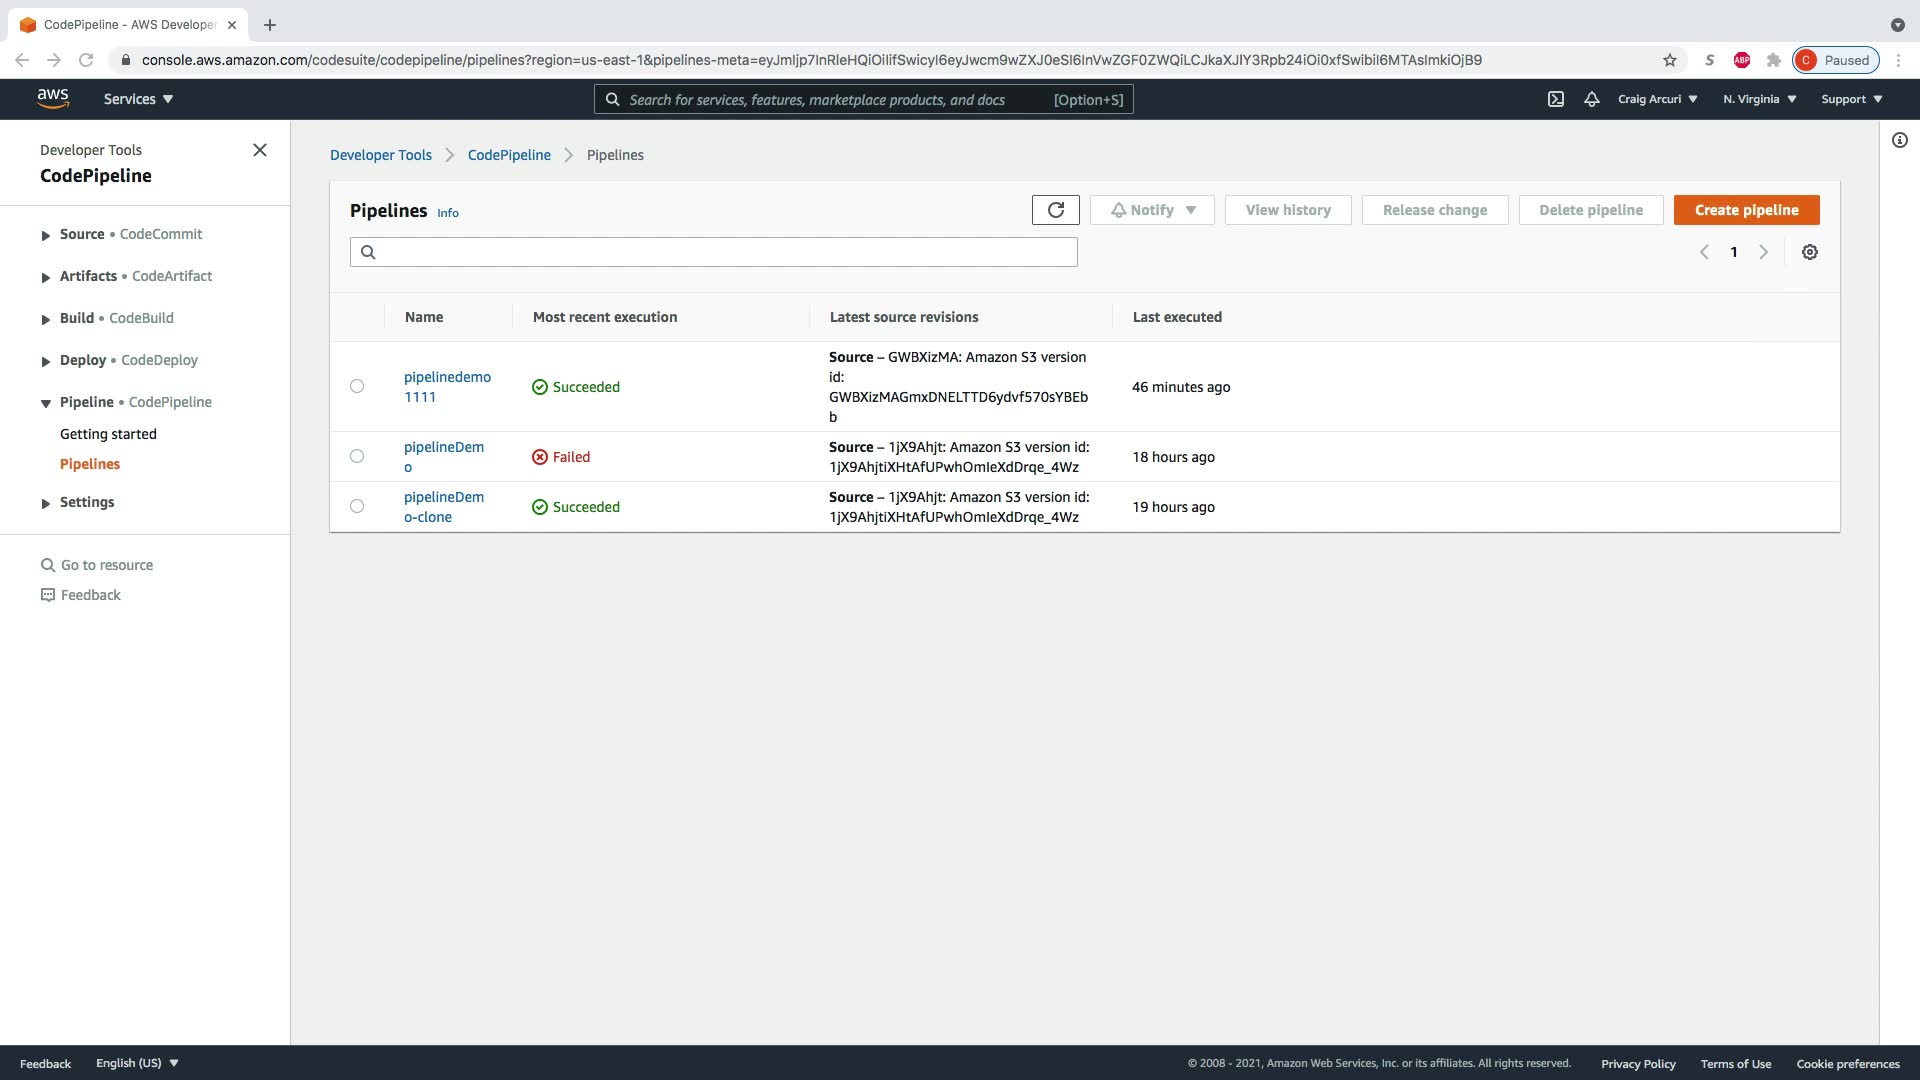 CodePipeline - AWS Developer
console.aws.amazon.com/codesuite/codepipeline/pipelines?region=us-east-1&pipelines-meta=eyJmIjp7InRleHQiOiIifSwicyI6eyJwcm9wZXJ0eSI6InVwZGF0ZWQiLCJkaXJlY3Rpb24iOi0xfSwibiI6MTAsImkiOjB9
ABP
C Paused
aws Services
Search for services, features, marketplace products, and docs [Option+S]
Craig Arcuri N. Virginia Support
Developer Tools
CodePipeline
Source • CodeCommit
Artifacts • CodeArtifact
Build • CodeBuild
Deploy • CodeDeploy
Pipeline • CodePipeline
Getting started
Pipelines
Settings
Go to resource
Feedback
Developer Tools CodePipeline Pipelines
Pipelines Info
Notify View history Release change Delete pipeline Create pipeline
1
Name Most recent execution Latest source revisions Last executed
pipelinedemo
1111
Succeeded
Source – GWBXizMA: Amazon S3 version
id:
GWBXizMAGmxDNELTTD6ydvf570sYBEb
b
46 minutes ago
pipelineDem
o
Failed
Source – 1jX9Ahjt: Amazon S3 version id:
1jX9AhjtiXHtAfUPwhOmIeXdDrqe_4Wz
18 hours ago
pipelineDem
o-clone
Succeeded
Source – 1jX9Ahjt: Amazon S3 version id:
1jX9AhjtiXHtAfUPwhOmIeXdDrqe_4Wz
19 hours ago
Feedback English (US)
© 2008 - 2021, Amazon Web Services, Inc. or its affiliates. All rights reserved. Privacy Policy Terms of Use Cookie preferences